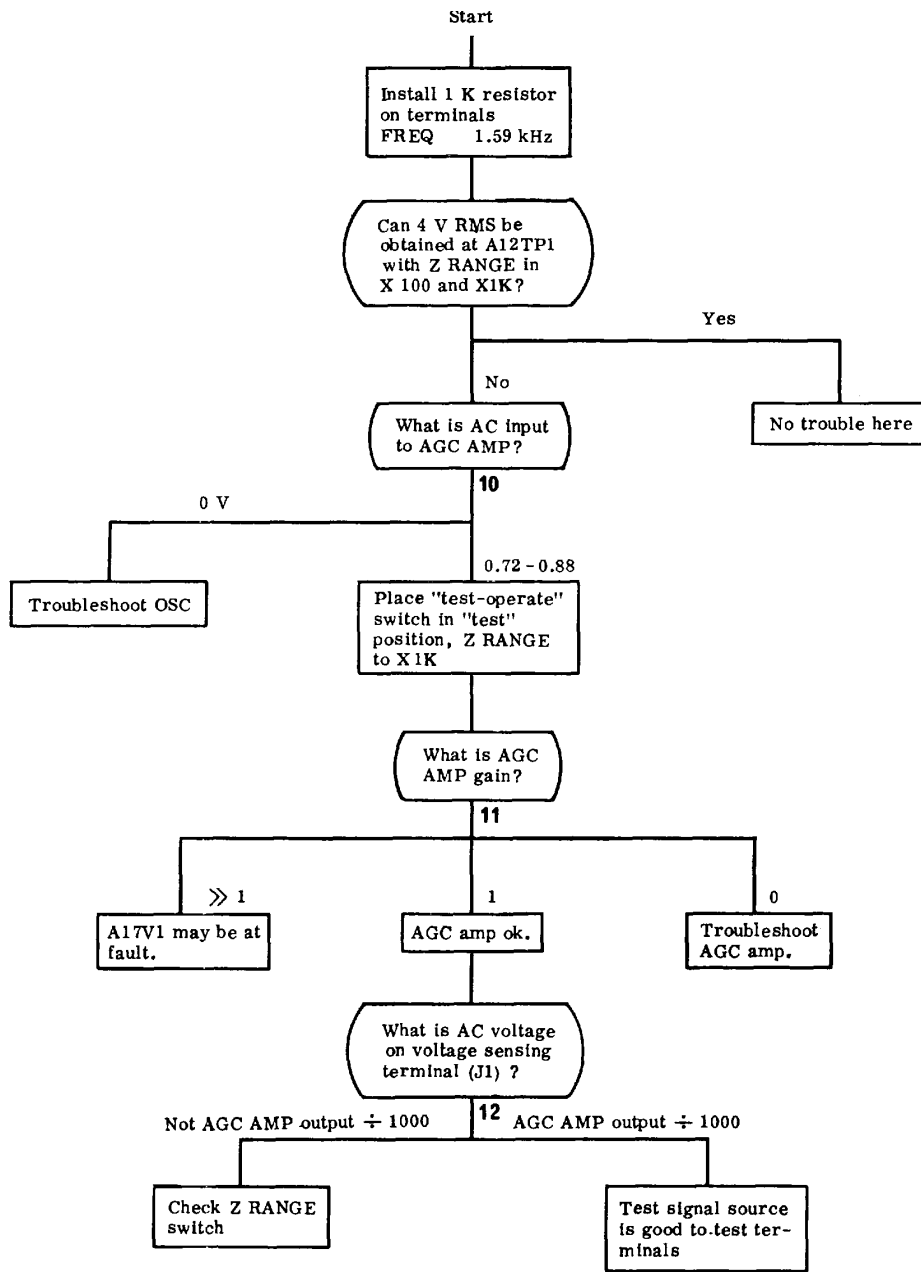 Start
Install 1 K resistor
on terminals
FREQ 1.59 kHz
Can 4 V RMS be
obtained at A12TP1
with Z RANGE in
X 100 and X1K?
Yes
No
What is AC input
to AGC AMP?
No trouble here
10
0 V
0.72 - 0.88
Troubleshoot OSC
Place "test-operate"
switch in "test"
position, Z RANGE
to X1K
What is AGC
AMP gain?
11
≫ 1
1
0
A17V1 may be at
fault.
AGC amp ok.
Troubleshoot
AGC amp.
What is AC voltage
on voltage sensing
terminal (J1) ?
12
Not AGC AMP output ÷ 1000
AGC AMP output ÷ 1000
Check Z RANGE
switch
Test signal source
is good to test ter-
minals